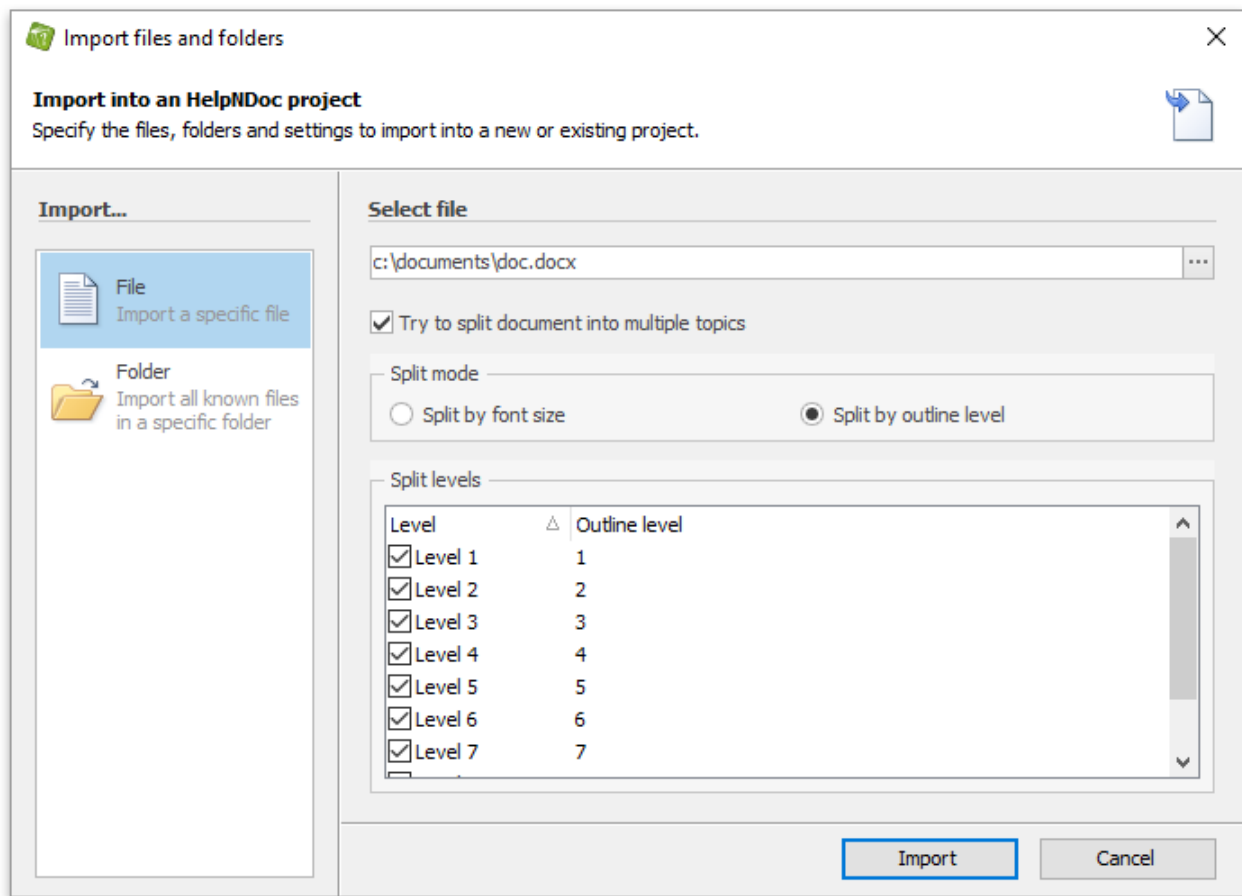 Import files and folders
Import into an HelpNDoc project
Specify the files, folders and settings to import into a new or existing project.
Import...
File
Import a specific file
Folder
Import all known files
in a specific folder
Select file
c:\documents\doc.docx
Try to split document into multiple topics
Split mode
Split by font size
Split by outline level
Split levels
Level Outline level
Level 1 1
Level 2 2
Level 3 3
Level 4 4
Level 5 5
Level 6 6
Level 7 7
Import
Cancel